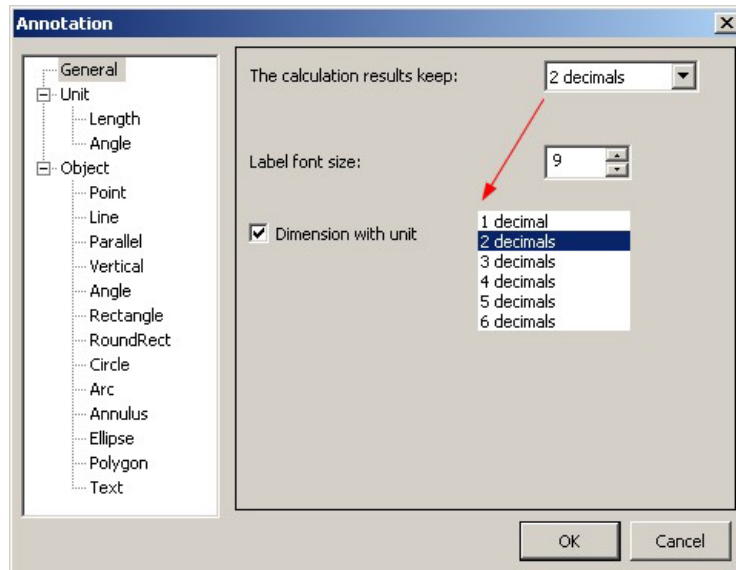 Annotation
General
Unit
Length
Angle
Object
Point
Line
Parallel
Vertical
Angle
Rectangle
RoundRect
Circle
Arc
Annulus
Ellipse
Polygon
Text
The calculation results keep:
2 decimals
Label font size:
9
Dimension with unit
1 decimal
2 decimals
3 decimals
4 decimals
5 decimals
6 decimals
OK
Cancel